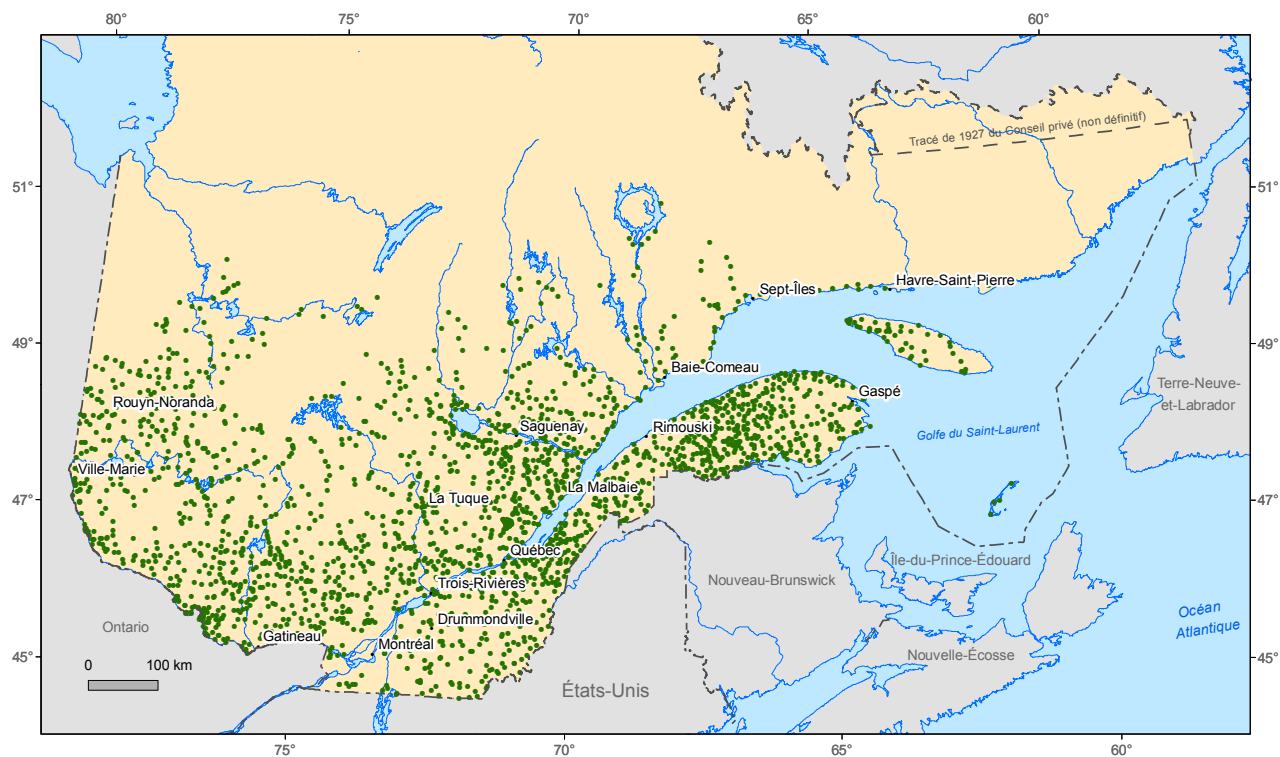 80° 75° 70° 65° 60°
Tracé de 1927 du Conseil privé (non définitif)
51° 51°
Sept-Îles
Havre-Saint-Pierre
49° 49°
Baie-Comeau
Terre-Neuve-
et-Labrador
Gaspé
Rouyn-Noranda
Saguenay
Rimouski
Golfe du Saint-Laurent
Ville-Marie
La Malbaie
La Tuque
47° 47°
Québec
Île-du-Prince-Édouard
Trois-Rivières
Nouveau-Brunswick
Océan
Atlantique
Drummondville
Ontario
Gatineau
Montréal
Nouvelle-Écosse
45° 45°
0 100 km
États-Unis
75° 70° 65° 60°